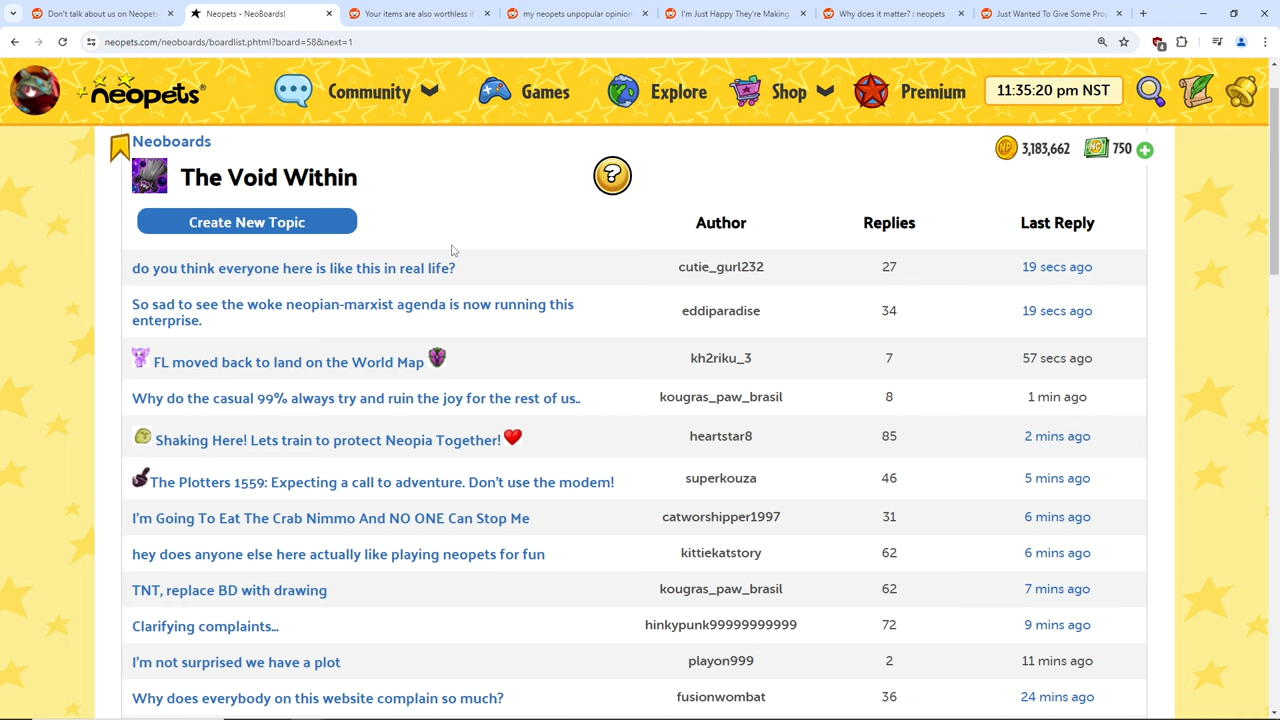 Don't talk about us on Neopets
Neopets - NeoBoards!
Your items are also worthless if
my neopets unpopular opinion
I'm Just Happy They're Making
Why does it matter? : neopets
Just Wanted To Give Some Pro
neopets.com/neoboards/boardlist.phtml?board=58&next=1
neopets
Community
Games
Explore
Shop
Premium
11:35:20 pm NST
Neoboards
NP 3,183,662 NC 750
The Void Within
?
Create New Topic Author Replies Last Reply
do you think everyone here is like this in real life? cutie_gurl232 27 19 secs ago
So sad to see the woke neopian-marxist agenda is now running this
enterprise. eddiparadise 34 19 secs ago
FL moved back to land on the World Map kh2riku_3 7 57 secs ago
Why do the casual 99% always try and ruin the joy for the rest of us.. kougras_paw_brasil 8 1 min ago
Shaking Here! Lets train to protect Neopia Together! heartstar8 85 2 mins ago
The Plotters 1559: Expecting a call to adventure. Don't use the modem! superkouza 46 5 mins ago
I'm Going To Eat The Crab Nimmo And NO ONE Can Stop Me catworshipper1997 31 6 mins ago
hey does anyone else here actually like playing neopets for fun kittiekatstory 62 6 mins ago
TNT, replace BD with drawing kougras_paw_brasil 62 7 mins ago
Clarifying complaints... hinkypunk99999999999 72 9 mins ago
I'm not surprised we have a plot playon999 2 11 mins ago
Why does everybody on this website complain so much? fusionwombat 36 24 mins ago